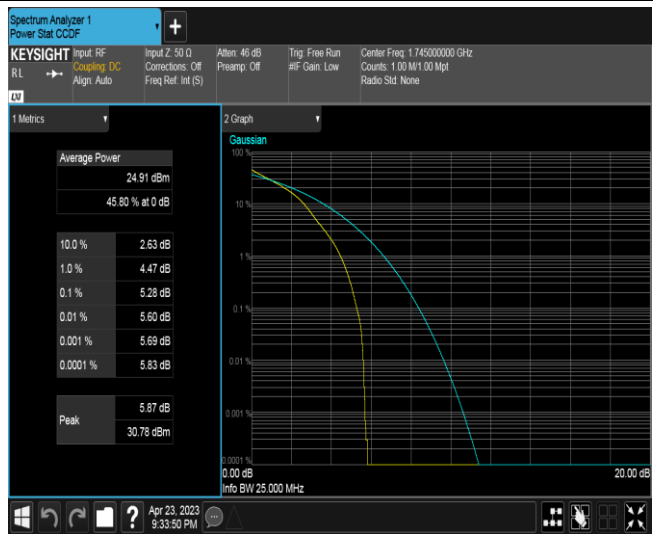 Spectrum Analyzer 1
Power Stat CCDF
+
KEYSIGHT
RL
LXI
Input: RF
Coupling: DC
Align: Auto
Input Z: 50 Ω
Corrections: Off
Freq Ref: Int (S)
Atten: 46 dB
Preamp: Off
Trig: Free Run
#IF Gain: Low
Center Freq: 1.745000000 GHz
Counts: 1.00 M/1.00 Mpt
Radio Std: None
1 Metrics
Average Power
24.91 dBm
45.80 % at 0 dB
10.0 % 2.63 dB
1.0 % 4.47 dB
0.1 % 5.28 dB
0.01 % 5.60 dB
0.001 % 5.69 dB
0.0001 % 5.83 dB
Peak
5.87 dB
30.78 dBm
2 Graph
Gaussian
100 %
10 %
1 %
0.1 %
0.01 %
0.001 %
0.0001 %
0.00 dB
20.00 dB
Info BW 25.000 MHz
?
Apr 23, 2023
9:33:50 PM